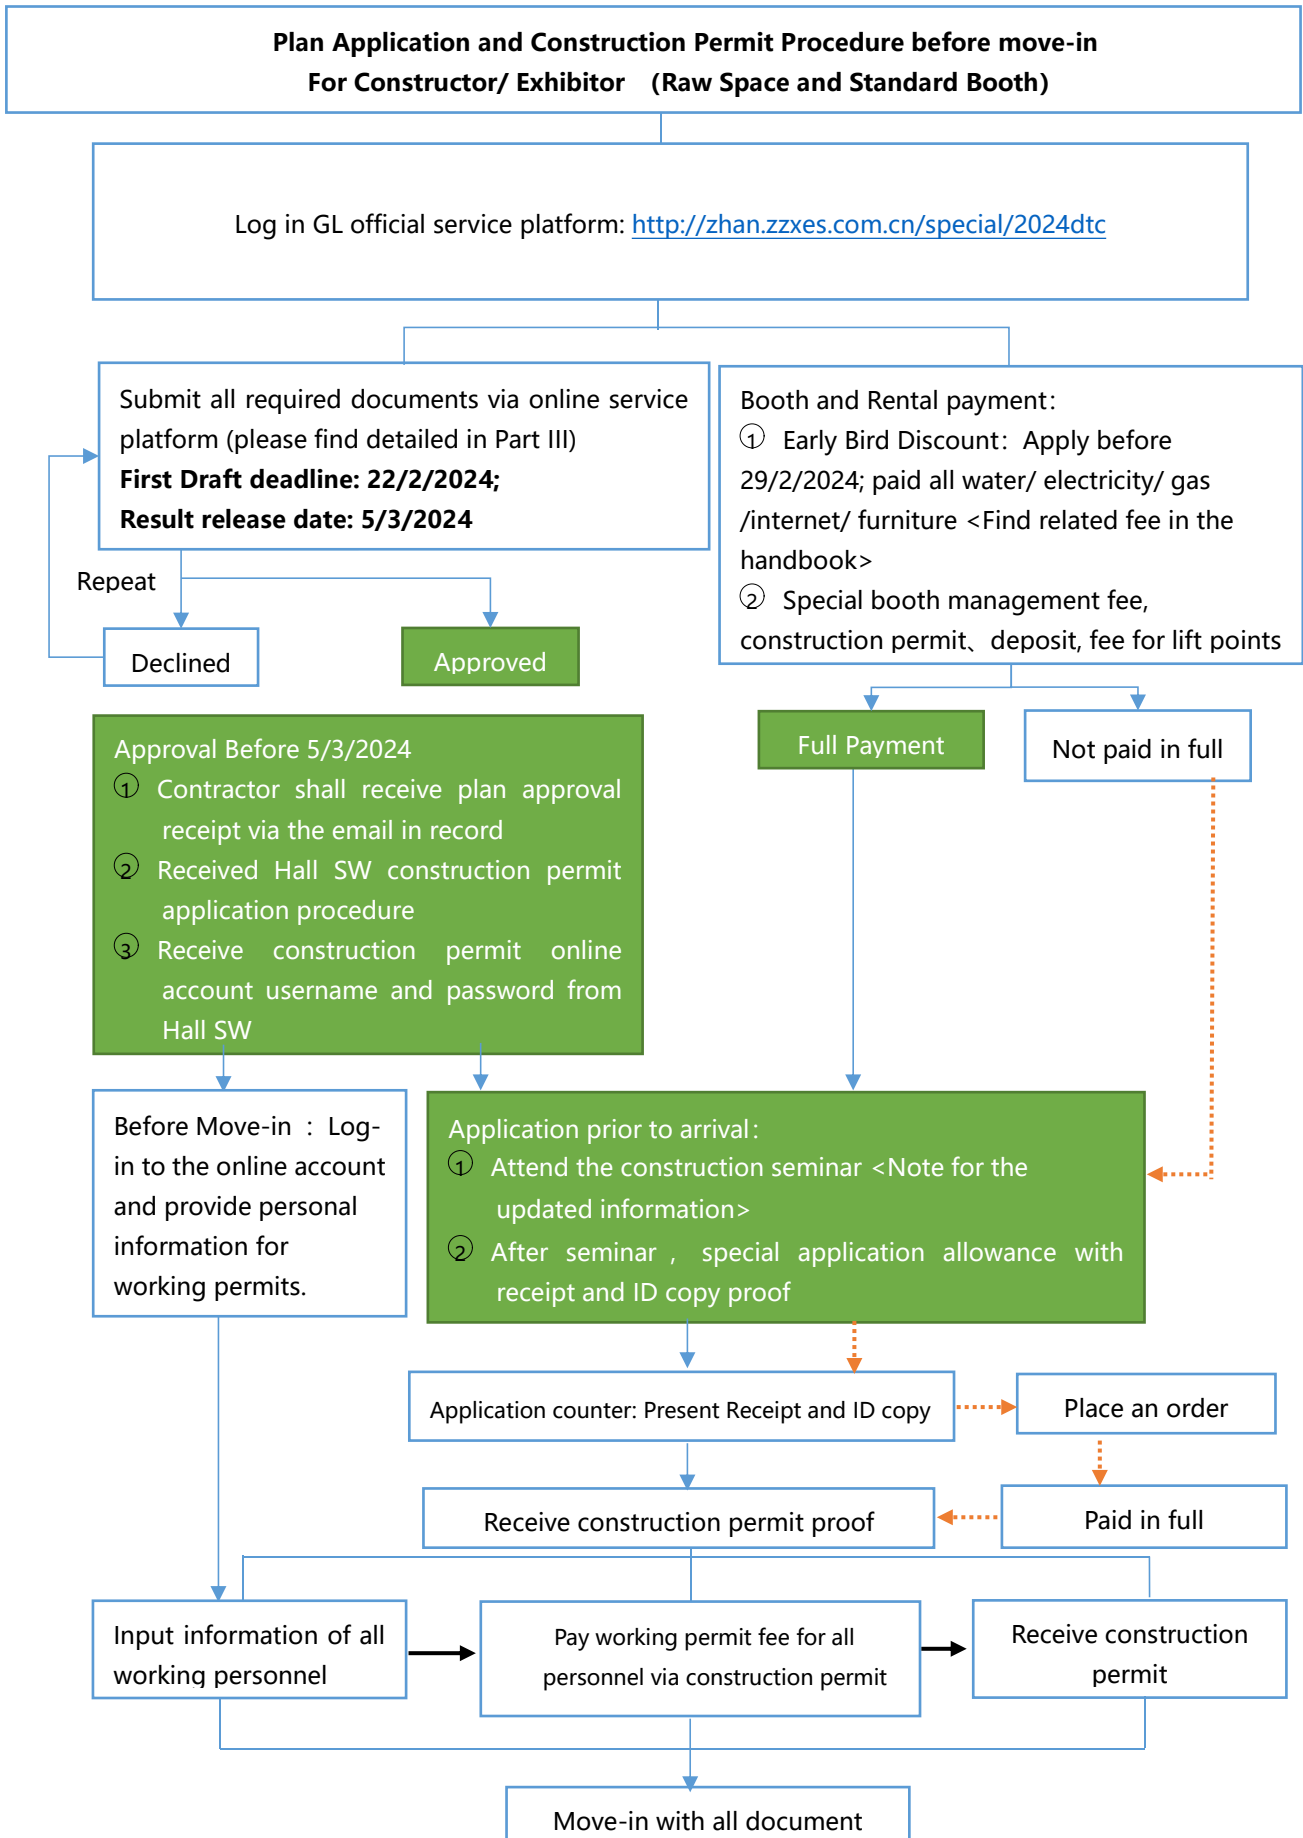 Plan Application and Construction Permit Procedure before move-in
For Constructor/ Exhibitor （Raw Space and Standard Booth）
Log in GL official service platform: http://zhan.zzxes.com.cn/special/2024dtc
Submit all required documents via online service
platform (please find detailed in Part III)
First Draft deadline: 22/2/2024;
Result release date: 5/3/2024
Booth and Rental payment：
① Early Bird Discount：Apply before
29/2/2024; paid all water/ electricity/ gas
/internet/ furniture <Find related fee in the
handbook>
② Special booth management fee,
construction permit、deposit, fee for lift points
Repeat
Declined
Approved
Full Payment
Not paid in full
Approval Before 5/3/2024
① Contractor shall receive plan approval
receipt via the email in record
② Received Hall SW construction permit
application procedure
③ Receive construction permit online
account username and password from
Hall SW
Before Move-in ：Log-
in to the online account
and provide personal
information for
working permits.
Application prior to arrival：
① Attend the construction seminar <Note for the
updated information>
② After seminar， special application allowance with
receipt and ID copy proof
Application counter: Present Receipt and ID copy
Place an order
Receive construction permit proof
Paid in full
Input information of all
working personnel
Pay working permit fee for all
personnel via construction permit
Receive construction
permit
Move-in with all document